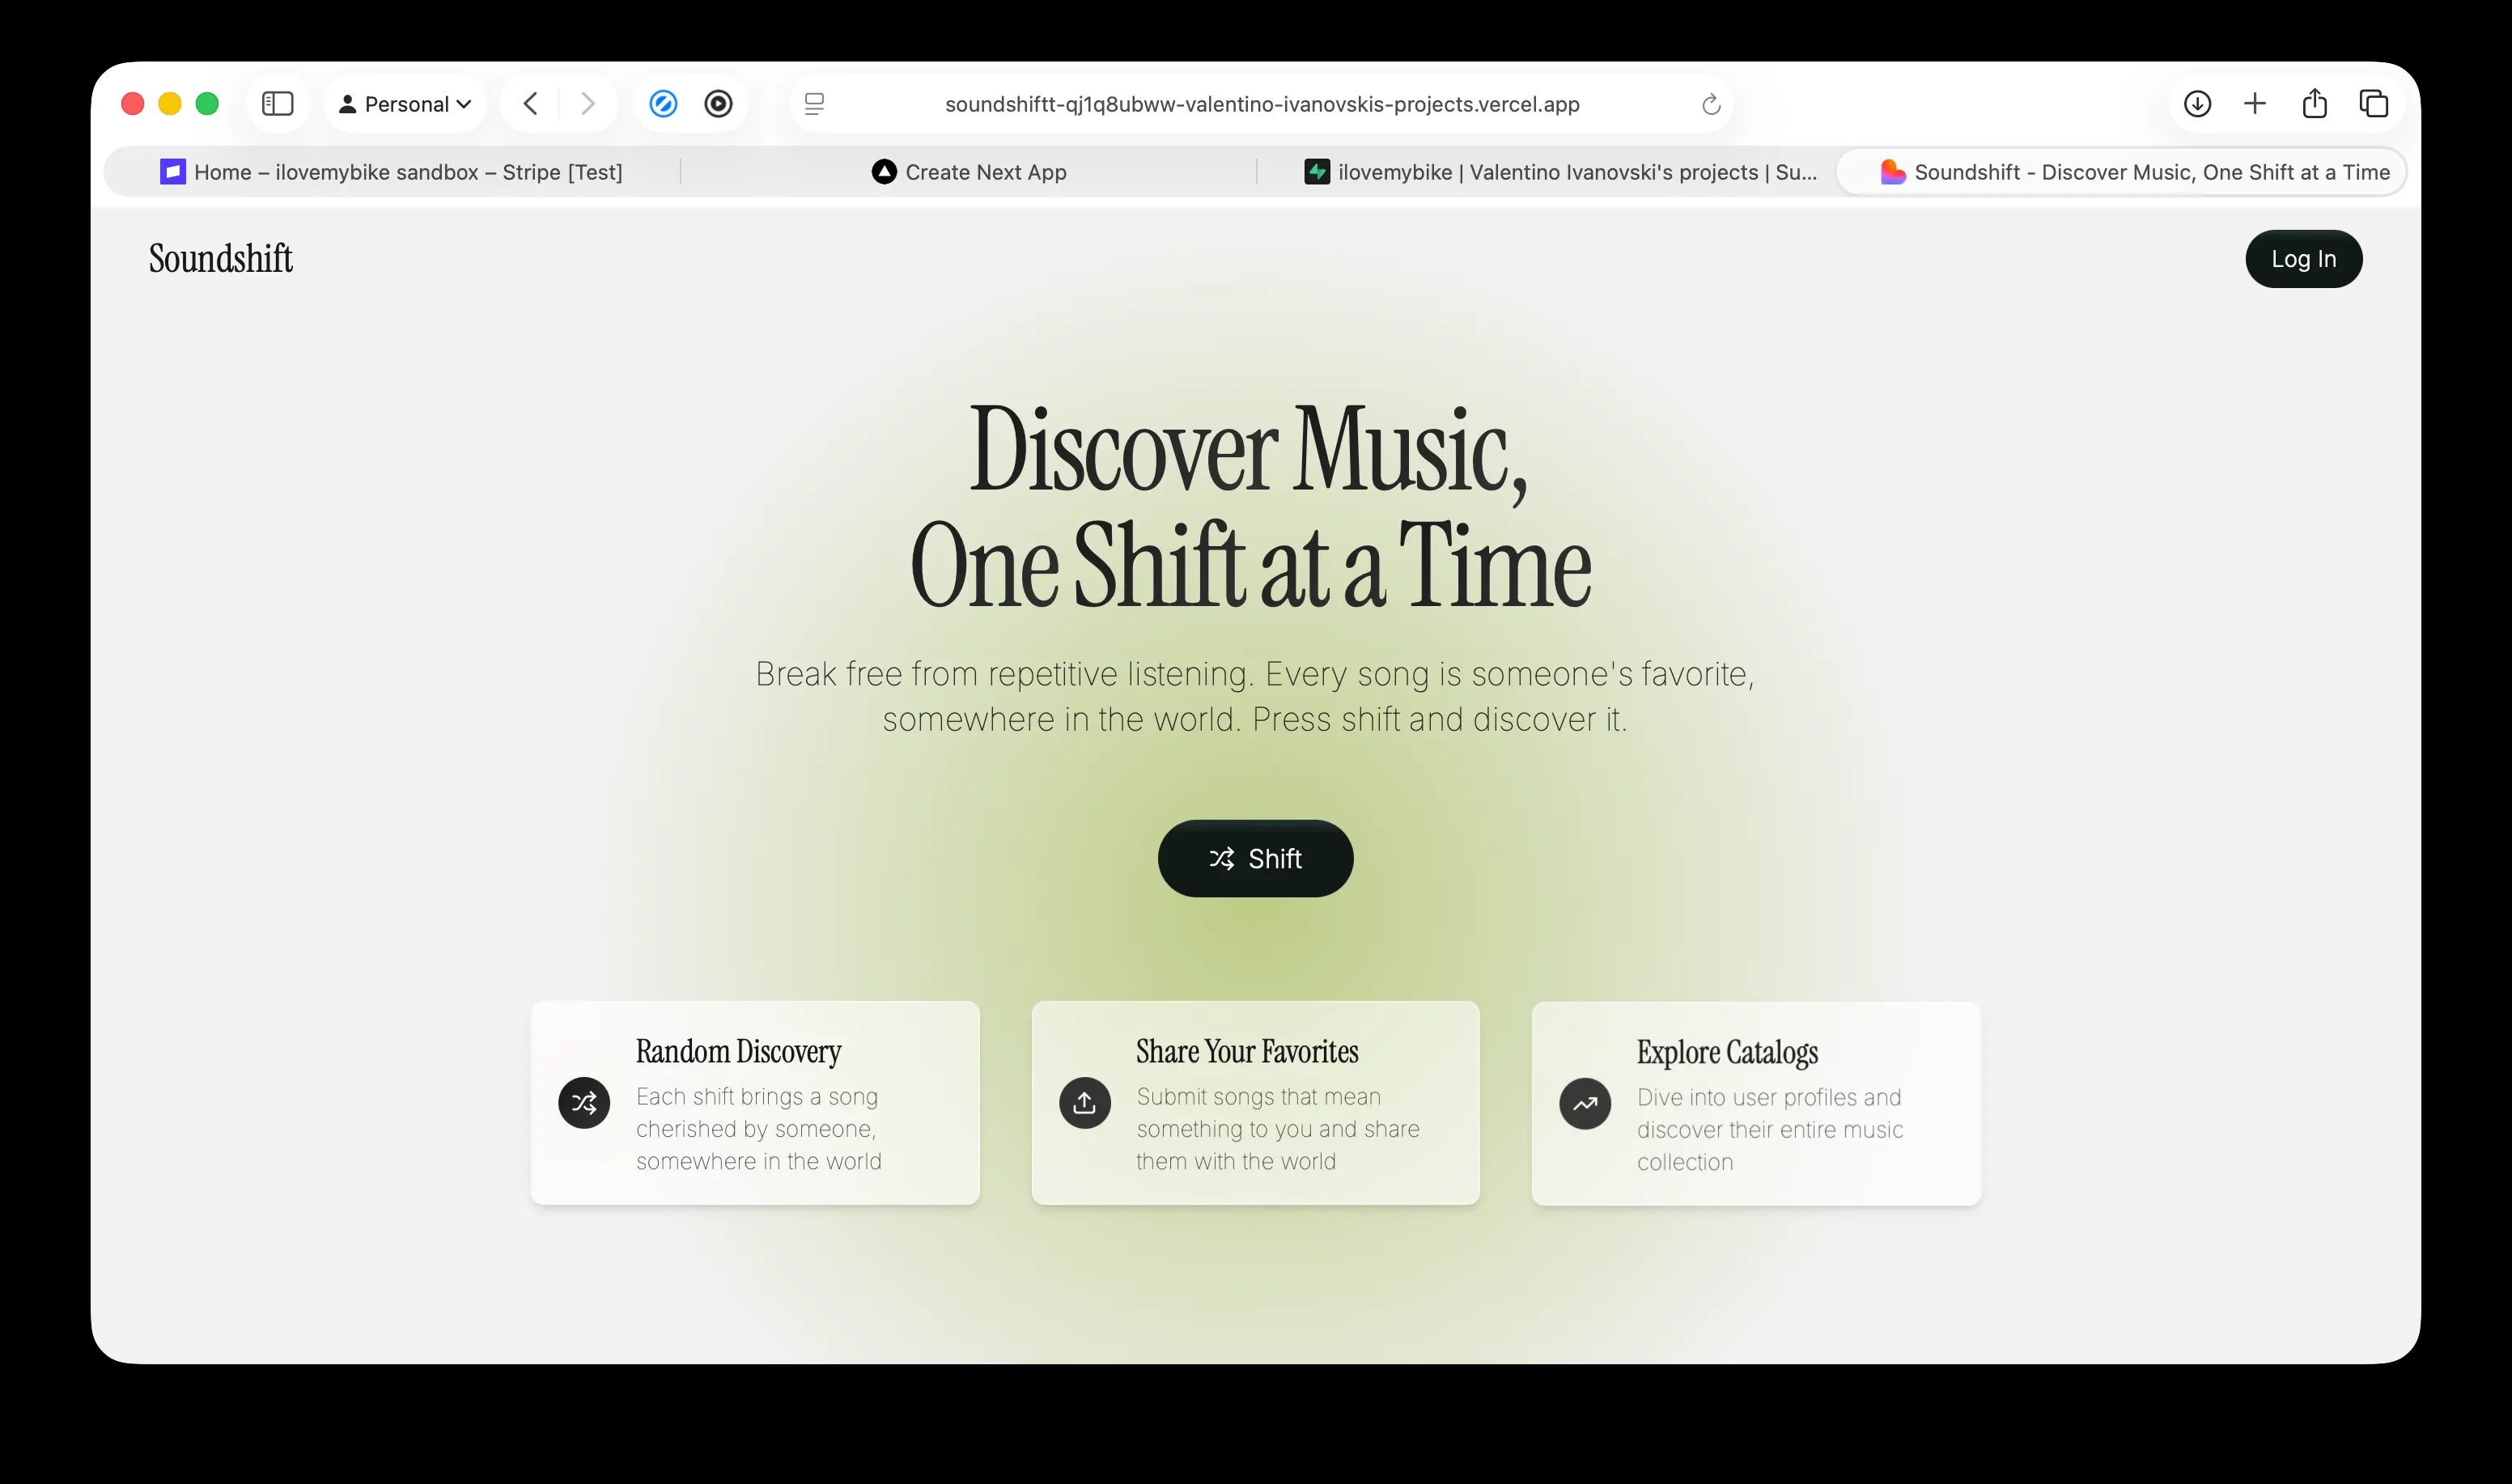 Personal
soundshiftt-qj1q8ubww-valentino-ivanovskis-projects.vercel.app
Home – ilovemybike sandbox – Stripe [Test]
Create Next App
ilovemybike | Valentino Ivanovski's projects | Su...
Soundshift - Discover Music, One Shift at a Time
Soundshift
Log In
Discover Music,
One Shift at a Time
Break free from repetitive listening. Every song is someone's favorite,
somewhere in the world. Press shift and discover it.
Shift
Random Discovery
Each shift brings a song
cherished by someone,
somewhere in the world
Share Your Favorites
Submit songs that mean
something to you and share
them with the world
Explore Catalogs
Dive into user profiles and
discover their entire music
collection